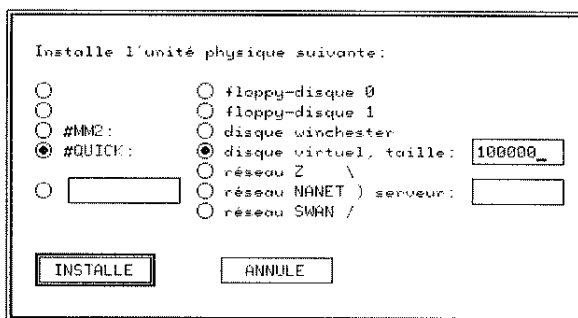 Installe l'unité physique suivante:
floppy-disque 0
floppy-disque 1
#MM2: disque winchester
#QUICK: disque virtuel, taille: 100000_
réseau Z \
réseau NANET ) serveur:
réseau SWAN /
INSTALLE ANNULE